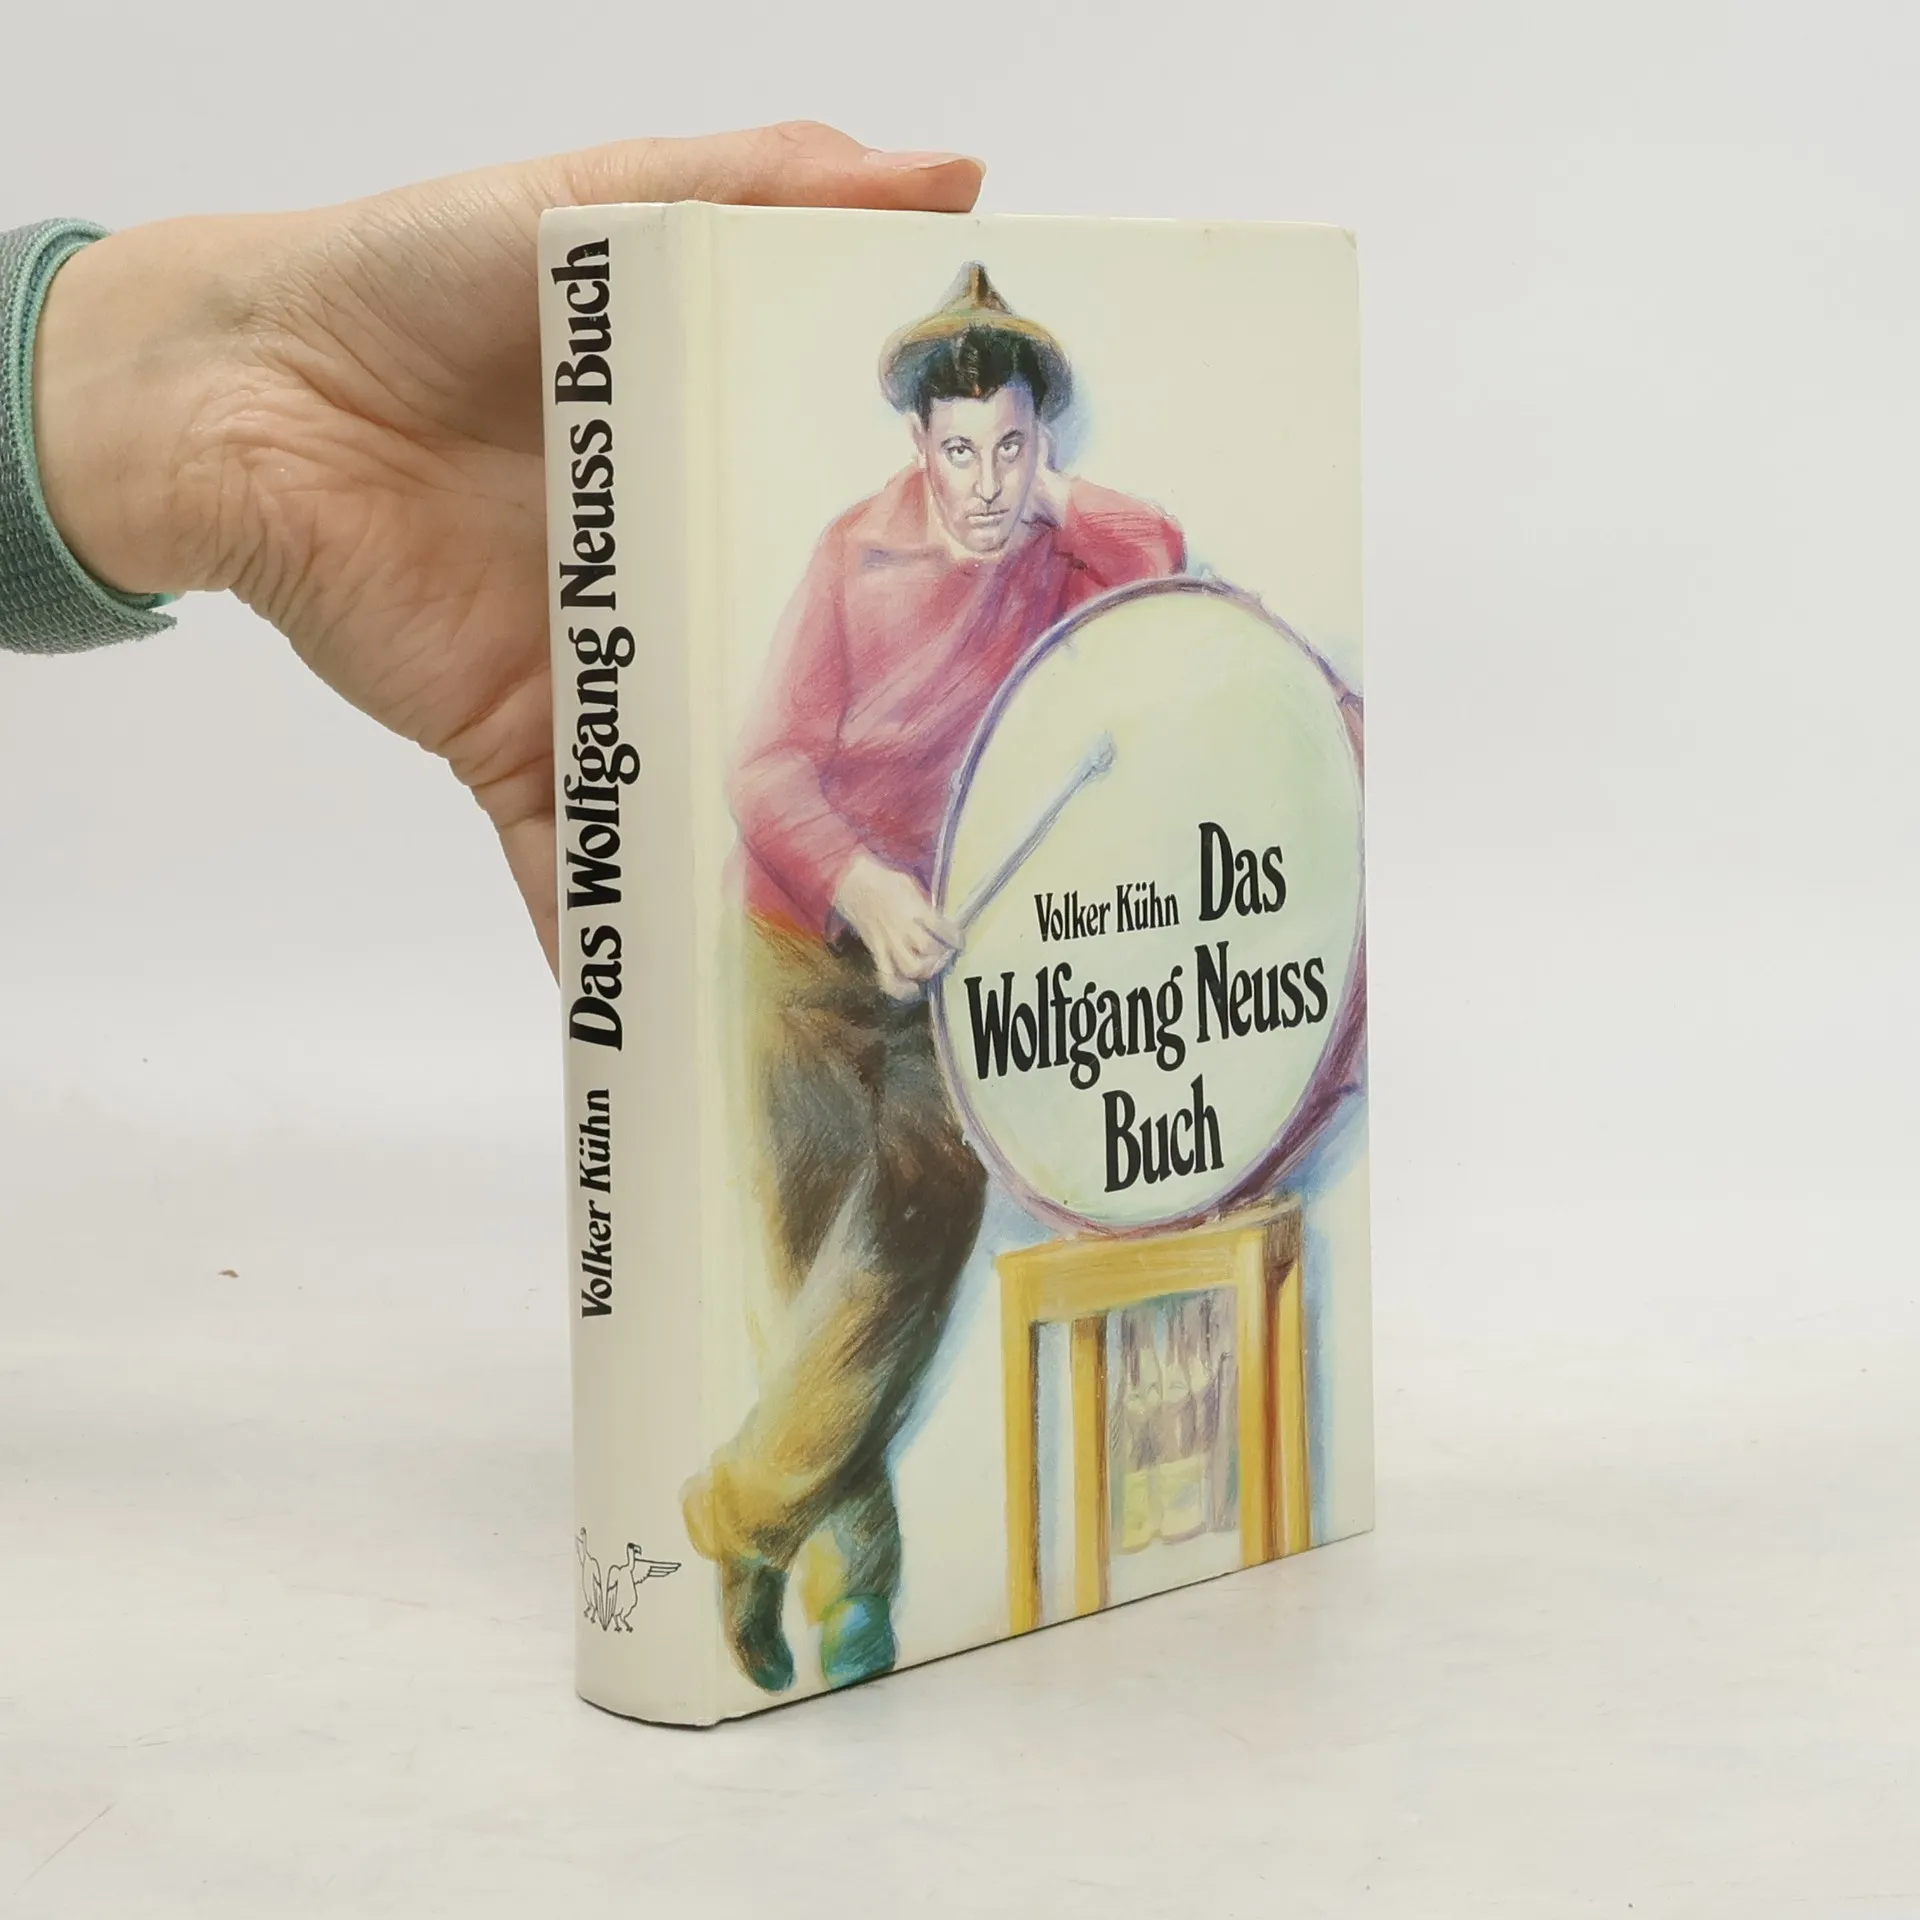 Volker Kühn Das Wolfgang Neuss Buch
Volker Kühn Das
Wolfgang Neuss
Buch